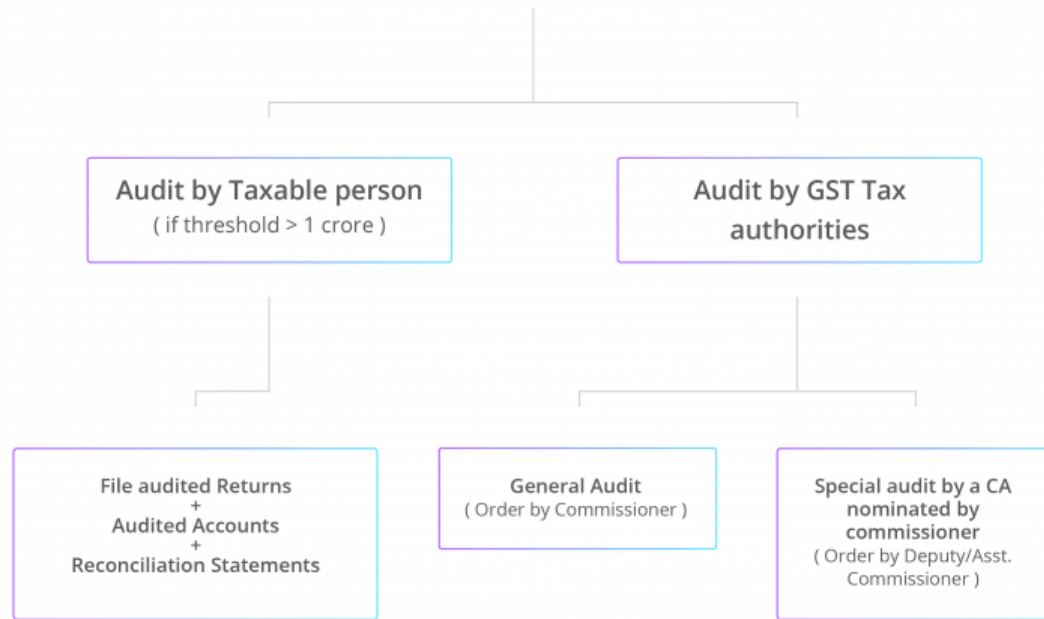 Audit by Taxable person
( if threshold > 1 crore )
Audit by GST Tax
authorities
File audited Returns
+
Audited Accounts
+
Reconciliation Statements
General Audit
( Order by Commissioner )
Special audit by a CA
nominated by
commissioner
( Order by Deputy/Asst.
Commissioner )